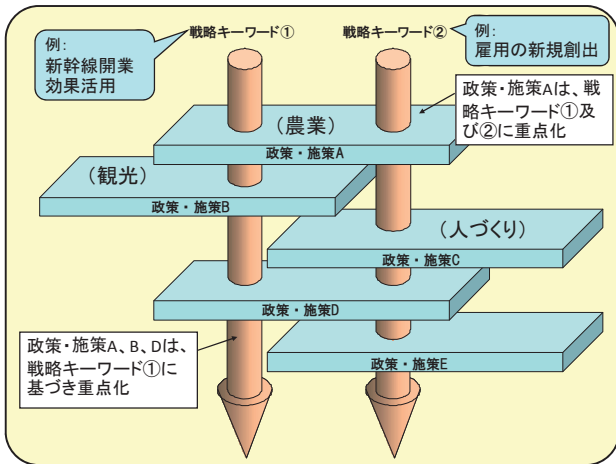 戦略キーワード①
戦略キーワード②
例:
新幹線開業
効果活用
例:
雇用の新規創出
政策・施策Aは、戦
略キーワード①及
び②に重点化
(農業)
政策・施策A
(観光)
政策・施策B
(人づくり)
政策・施策C
政策・施策D
政策・施策A、B、Dは、
戦略キーワード①に
基づき重点化
政策・施策E